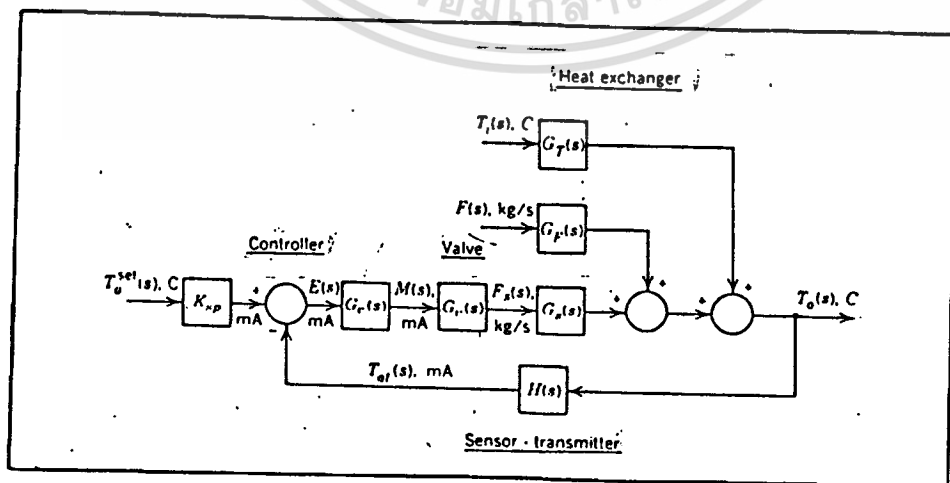 Heat exchanger
T_i(s), C
G_T(s)
F(s), kg/s
G_F(s)
Controller
Valve
T_o^set(s), C
K_sp
+
mA
-
E(s)
mA
G_c(s)
M(s),
mA
G_v(s)
F_s(s),
kg/s
G_s(s)
+
+
+
+
T_o(s), C
T_ot(s), mA
H(s)
Sensor - transmitter